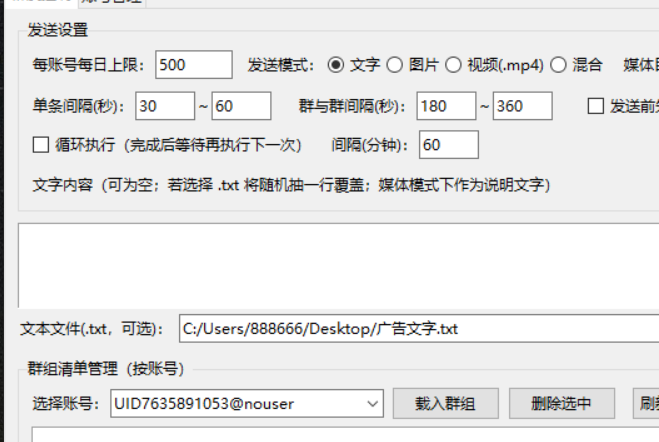 账号管理
发送设置
每账号每日上限： 500 发送模式： 文字 图片 视频(.mp4) 混合 媒体
单条间隔(秒)： 30 ~ 60 群与群间隔(秒)： 180 ~ 360 发送前
循环执行（完成后等待再执行下一次） 间隔(分钟)： 60
文字内容（可为空；若选择 .txt 将随机抽一行覆盖；媒体模式下作为说明文字）
文本文件(.txt，可选)： C:/Users/888666/Desktop/广告文字.txt
群组清单管理（按账号）
选择账号： UID7635891053@nouser 载入群组 删除选中